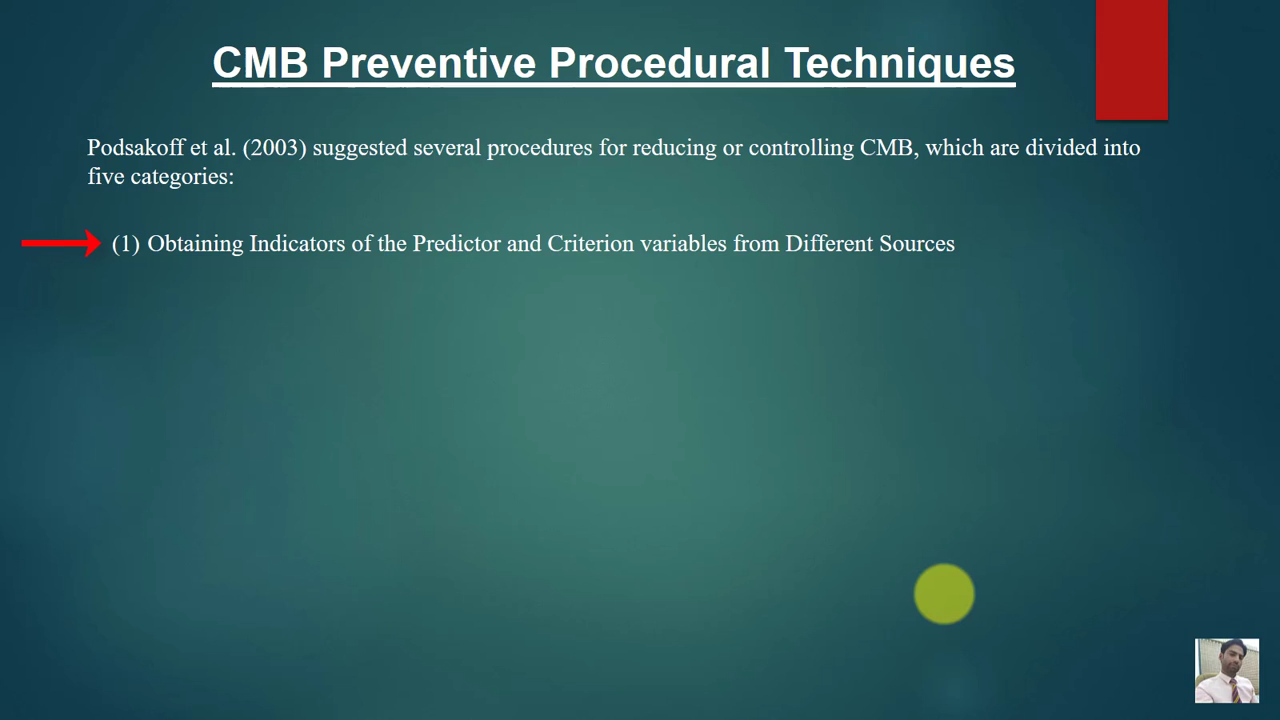 CMB Preventive Procedural Techniques
Podsakoff et al. (2003) suggested several procedures for reducing or controlling CMB, which are divided into
five categories:
(1) Obtaining Indicators of the Predictor and Criterion variables from Different Sources